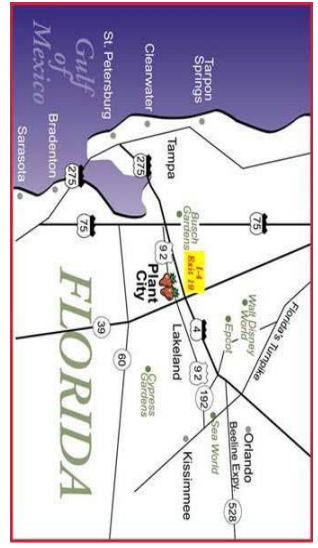 Gulf
of
Mexico
Tarpon
Springs
Clearwater
St. Petersburg
Bradenton
Sarasota
275
275
Tampa
75
75
Busch
Gardens
92
I-4
Exit 19
Plant
City
39
60
FLORIDA
4
Lakeland
92
192
Walt Disney
World
Epcot
Florida's Turnpike
Cypress
Gardens
Sea World
Orlando
Beeline Expy.
Kissimmee
528